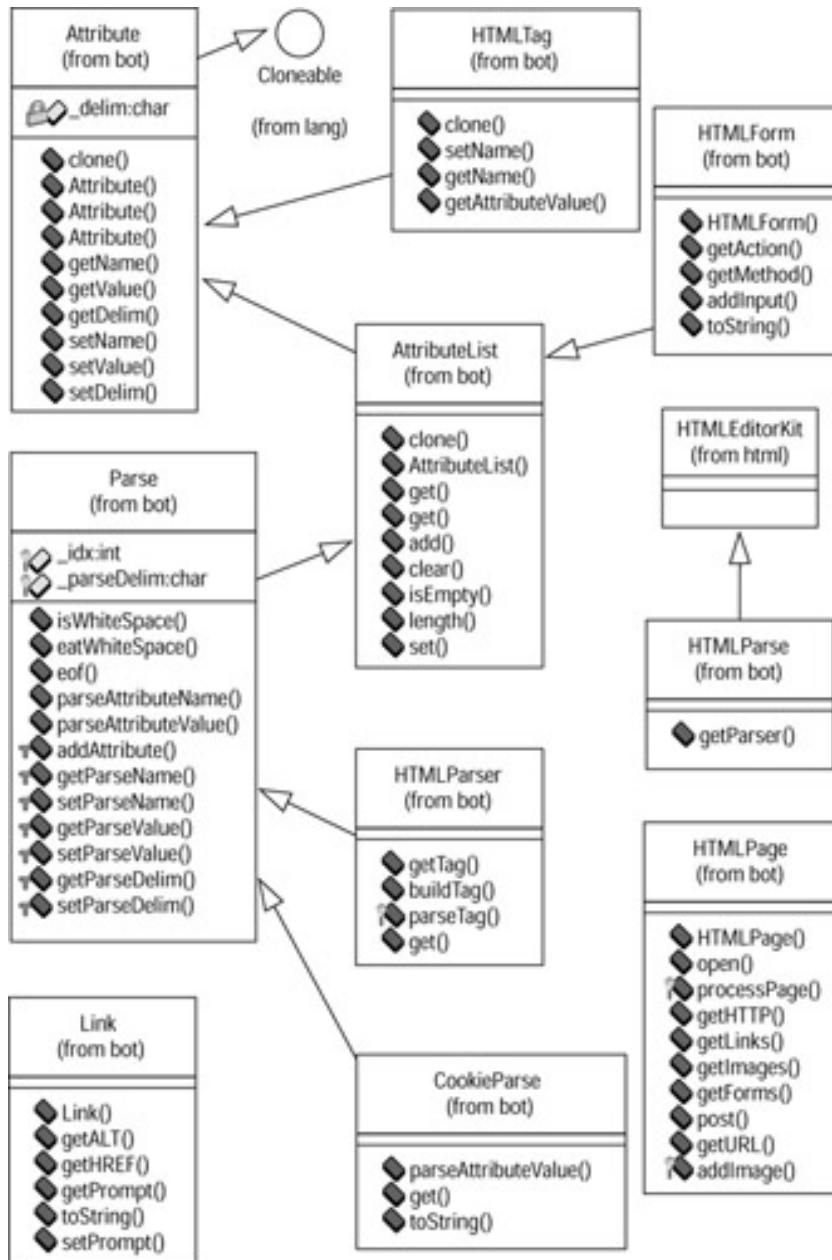 Attribute
(from bot)
_delim:char
clone()
Attribute()
Attribute()
Attribute()
getName()
getValue()
getDelim()
setName()
setValue()
setDelim()
Cloneable
(from lang)
HTMLTag
(from bot)
clone()
setName()
getName()
getAttributeValue()
HTMLForm
(from bot)
HTMLForm()
getAction()
getMethod()
addInput()
toString()
AttributeList
(from bot)
clone()
AttributeList()
get()
get()
add()
clear()
isEmpty()
length()
set()
HTMLEditorKit
(from html)
Parse
(from bot)
_idx:int
_parseDelim:char
isWhiteSpace()
eatWhiteSpace()
eof()
parseAttributeName()
parseAttributeValue()
addAttribute()
getParseName()
setParseName()
getParseValue()
setParseValue()
getParseDelim()
setParseDelim()
HTMLParse
(from bot)
getParser()
HTMLParser
(from bot)
getTag()
buildTag()
parseTag()
get()
HTMLPage
(from bot)
HTMLPage()
open()
processPage()
getHTTP()
getLinks()
getImages()
getForms()
post()
getURL()
addImage()
Link
(from bot)
Link()
getALT()
getHREF()
getPrompt()
toString()
setPrompt()
CookieParse
(from bot)
parseAttributeValue()
get()
toString()